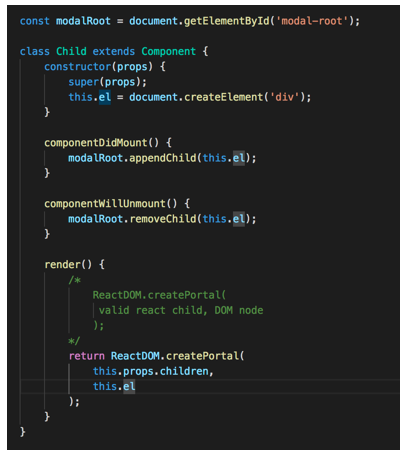 const modalRoot = document.getElementById('modal-root');
class Child extends Component {
constructor(props) {
super(props);
this.el = document.createElement('div');
}
componentDidMount() {
modalRoot.appendChild(this.el);
}
componentWillUnmount() {
modalRoot.removeChild(this.el);
}
render() {
/*
ReactDOM.createPortal(
valid react child, DOM node
);
*/
return ReactDOM.createPortal(
this.props.children,
this.el
);
}
}